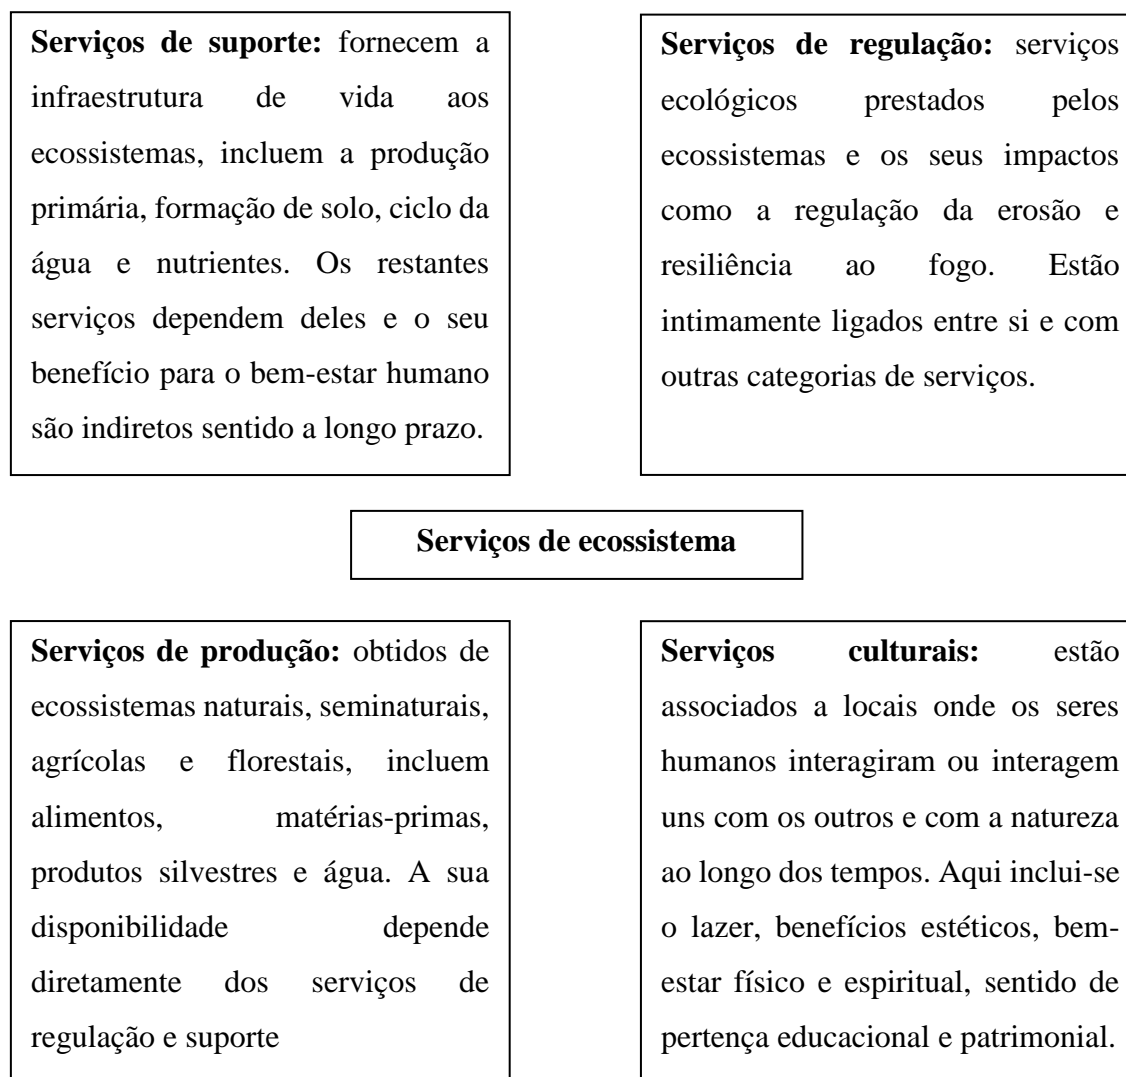 Serviços de suporte: fornecem a
infraestrutura de vida aos
ecossistemas, incluem a produção
primária, formação de solo, ciclo da
água e nutrientes. Os restantes
serviços dependem deles e o seu
benefício para o bem-estar humano
são indiretos sentido a longo prazo.
Serviços de regulação: serviços
ecológicos prestados pelos
ecossistemas e os seus impactos
como a regulação da erosão e
resiliência ao fogo. Estão
intimamente ligados entre si e com
outras categorias de serviços.
Serviços de ecossistema
Serviços de produção: obtidos de
ecossistemas naturais, seminaturais,
agrícolas e florestais, incluem
alimentos, matérias-primas,
produtos silvestres e água. A sua
disponibilidade depende
diretamente dos serviços de
regulação e suporte
Serviços culturais: estão
associados a locais onde os seres
humanos interagiram ou interagem
uns com os outros e com a natureza
ao longo dos tempos. Aqui inclui-se
o lazer, benefícios estéticos, bem-
estar físico e espiritual, sentido de
pertença educacional e patrimonial.